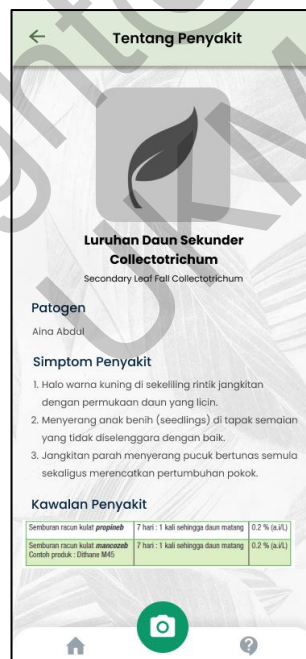 Tentang Penyakit
Luruhan Daun Sekunder
Collectotrichum
Secondary Leaf Fall Collectotrichum
Patogen
Aina Abdul
Simptom Penyakit
1. Halo warna kuning di sekeliling rintik jangkitan
dengan permukaan daun yang licin.
2. Menyerang anak benih (seedlings) di tapak semaian
yang tidak diselenggara dengan baik.
3. Jangkitan parah menyerang pucuk bertunas semula
sekaligus merencatkan pertumbuhan pokok.
Kawalan Penyakit
Semburan racun kulat propineb 7 hari : 1 kali sehingga daun matang 0.2 % (a.i/L)
Semburan racun kulat mancozeb 7 hari : 1 kali sehingga daun matang 0.2 % (a.i/L)
Contoh produk : Dithane M45